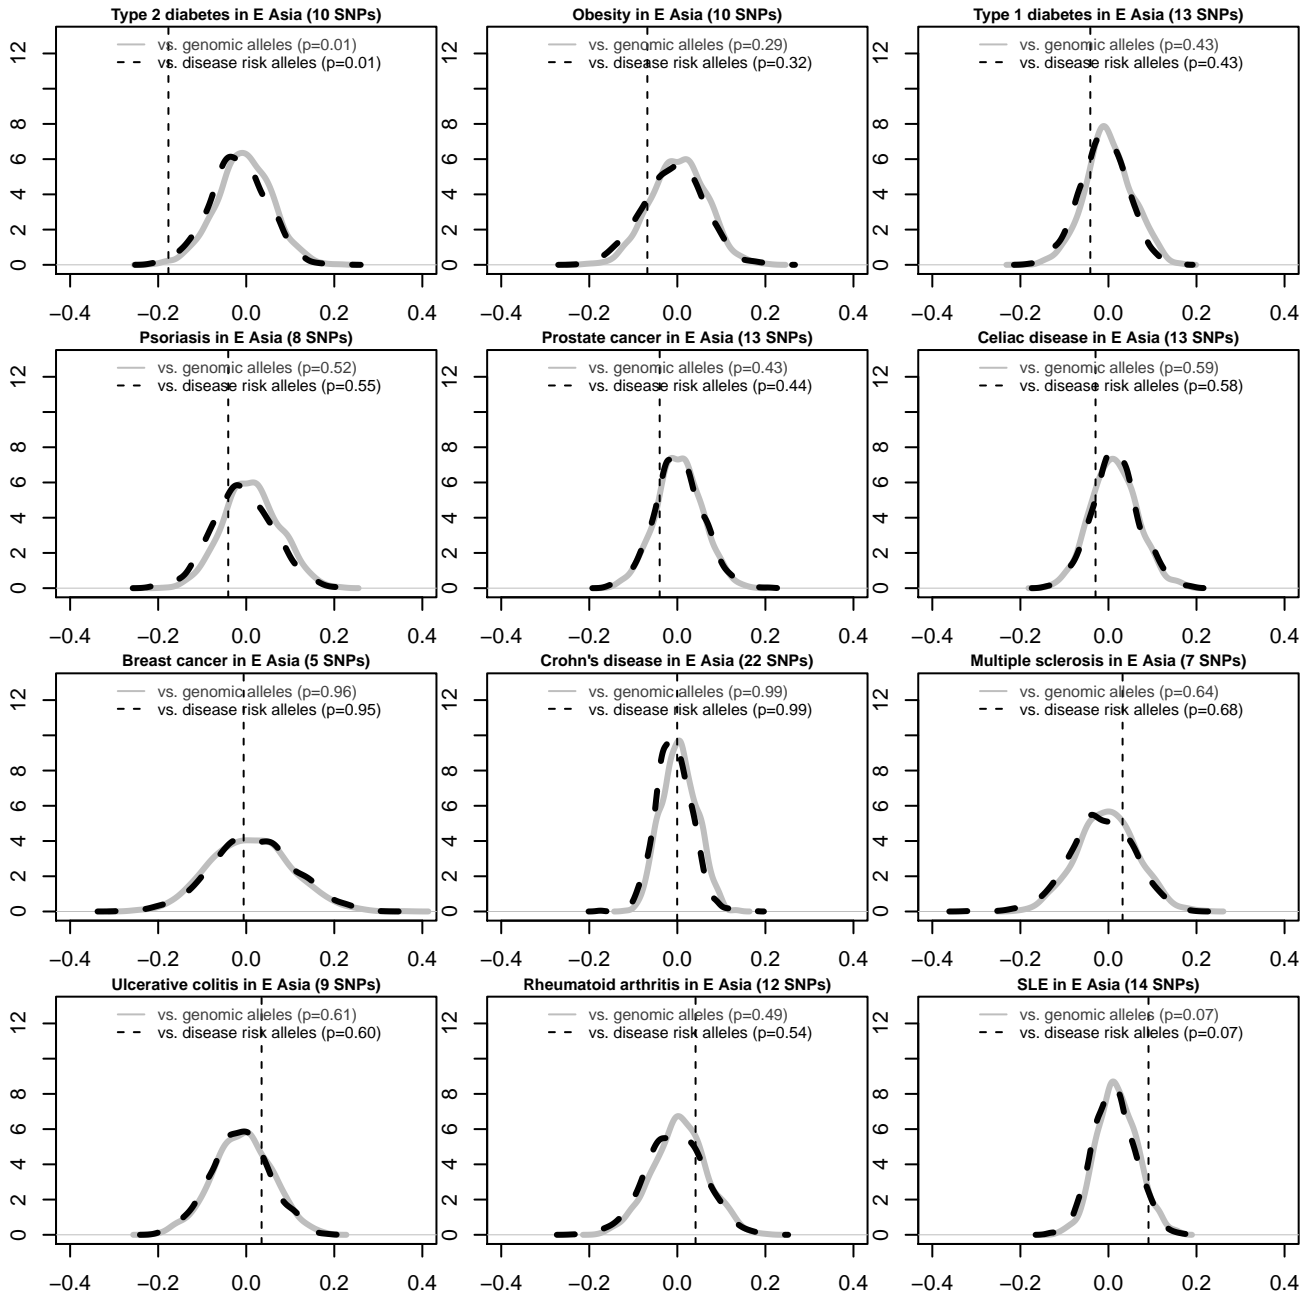 Type 2 diabetes in E Asia (10 SNPs)
vs. genomic alleles (p=0.01)
vs. disease risk alleles (p=0.01)
0 2 4 6 8 12
−0.4 −0.2 0.0 0.2 0.4
Obesity in E Asia (10 SNPs)
vs. genomic alleles (p=0.29)
vs. disease risk alleles (p=0.32)
0 2 4 6 8 12
−0.4 −0.2 0.0 0.2 0.4
Type 1 diabetes in E Asia (13 SNPs)
vs. genomic alleles (p=0.43)
vs. disease risk alleles (p=0.43)
0 2 4 6 8 12
−0.4 −0.2 0.0 0.2 0.4
Psoriasis in E Asia (8 SNPs)
vs. genomic alleles (p=0.52)
vs. disease risk alleles (p=0.55)
0 2 4 6 8 12
−0.4 −0.2 0.0 0.2 0.4
Prostate cancer in E Asia (13 SNPs)
vs. genomic alleles (p=0.43)
vs. disease risk alleles (p=0.44)
0 2 4 6 8 12
−0.4 −0.2 0.0 0.2 0.4
Celiac disease in E Asia (13 SNPs)
vs. genomic alleles (p=0.59)
vs. disease risk alleles (p=0.58)
0 2 4 6 8 12
−0.4 −0.2 0.0 0.2 0.4
Breast cancer in E Asia (5 SNPs)
vs. genomic alleles (p=0.96)
vs. disease risk alleles (p=0.95)
0 2 4 6 8 12
−0.4 −0.2 0.0 0.2 0.4
Crohn's disease in E Asia (22 SNPs)
vs. genomic alleles (p=0.99)
vs. disease risk alleles (p=0.99)
0 2 4 6 8 12
−0.4 −0.2 0.0 0.2 0.4
Multiple sclerosis in E Asia (7 SNPs)
vs. genomic alleles (p=0.64)
vs. disease risk alleles (p=0.68)
0 2 4 6 8 12
−0.4 −0.2 0.0 0.2 0.4
Ulcerative colitis in E Asia (9 SNPs)
vs. genomic alleles (p=0.61)
vs. disease risk alleles (p=0.60)
0 2 4 6 8 12
−0.4 −0.2 0.0 0.2 0.4
Rheumatoid arthritis in E Asia (12 SNPs)
vs. genomic alleles (p=0.49)
vs. disease risk alleles (p=0.54)
0 2 4 6 8 12
−0.4 −0.2 0.0 0.2 0.4
SLE in E Asia (14 SNPs)
vs. genomic alleles (p=0.07)
vs. disease risk alleles (p=0.07)
0 2 4 6 8 12
−0.4 −0.2 0.0 0.2 0.4